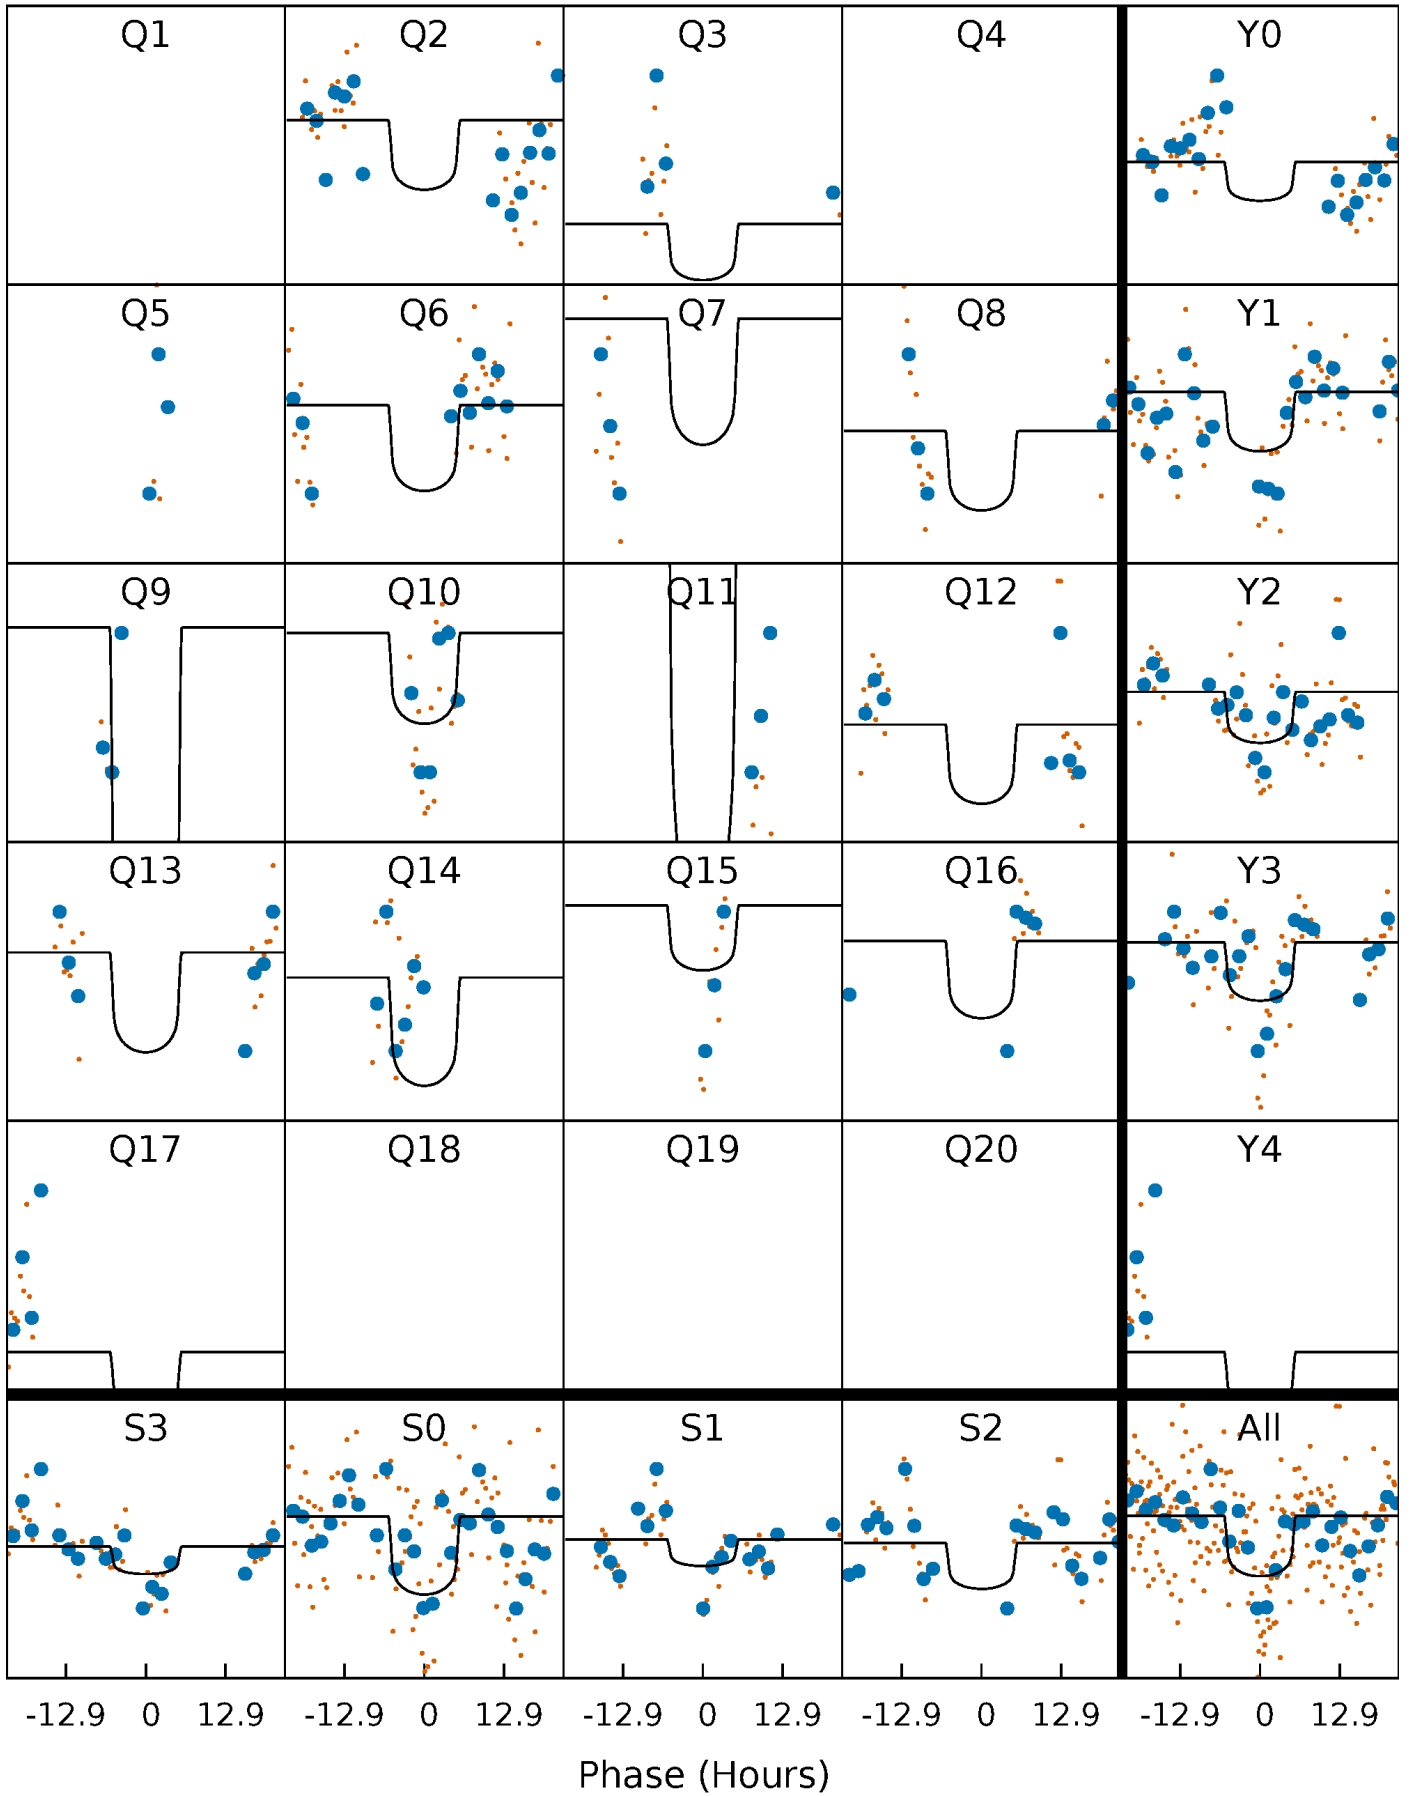 Q1 Q2 Q3 Q4 Y0
Q5 Q6 Q7 Q8 Y1
Q9 Q10 Q11 Q12 Y2
Q13 Q14 Q15 Q16 Y3
Q17 Q18 Q19 Q20 Y4
S3 S0 S1 S2 All
-12.9 0 12.9 -12.9 0 12.9 -12.9 0 12.9 -12.9 0 12.9 -12.9 0 12.9
Phase (Hours)